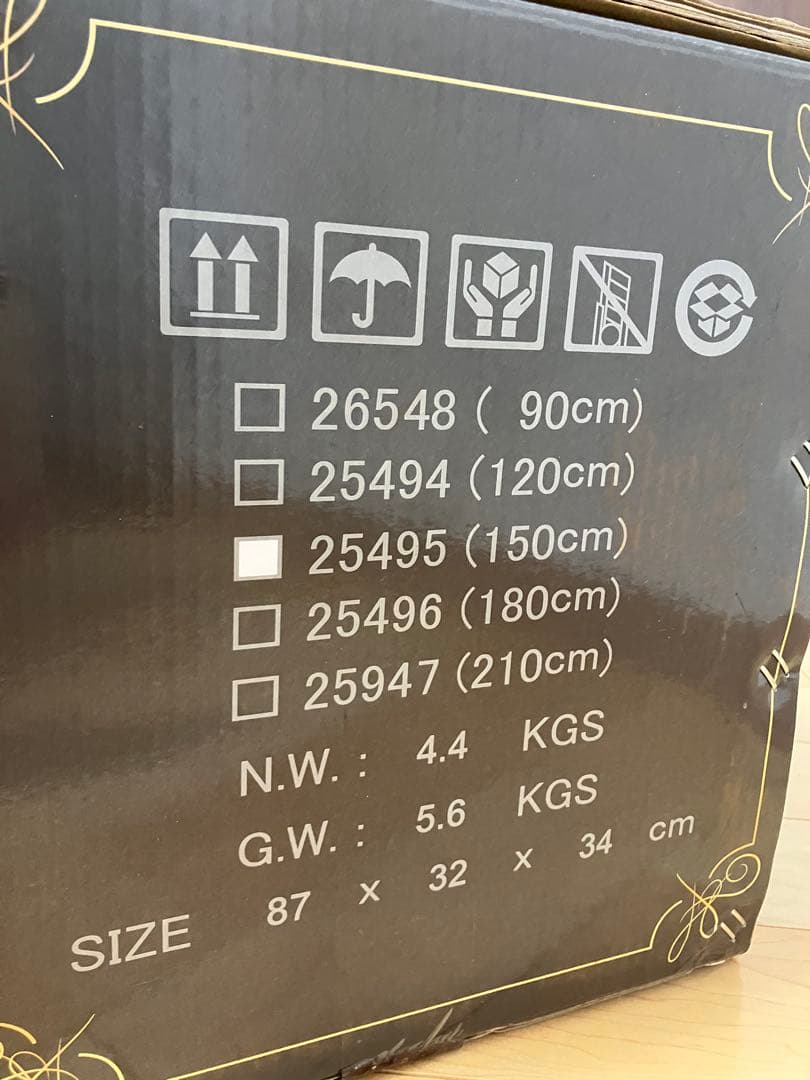 26548 ( 90cm)
25494 (120cm)
25495 (150cm)
25496 (180cm)
25947 (210cm)
N.W. : 4.4 KGS
G.W. : 5.6 KGS
SIZE 87 x 32 x 34 cm